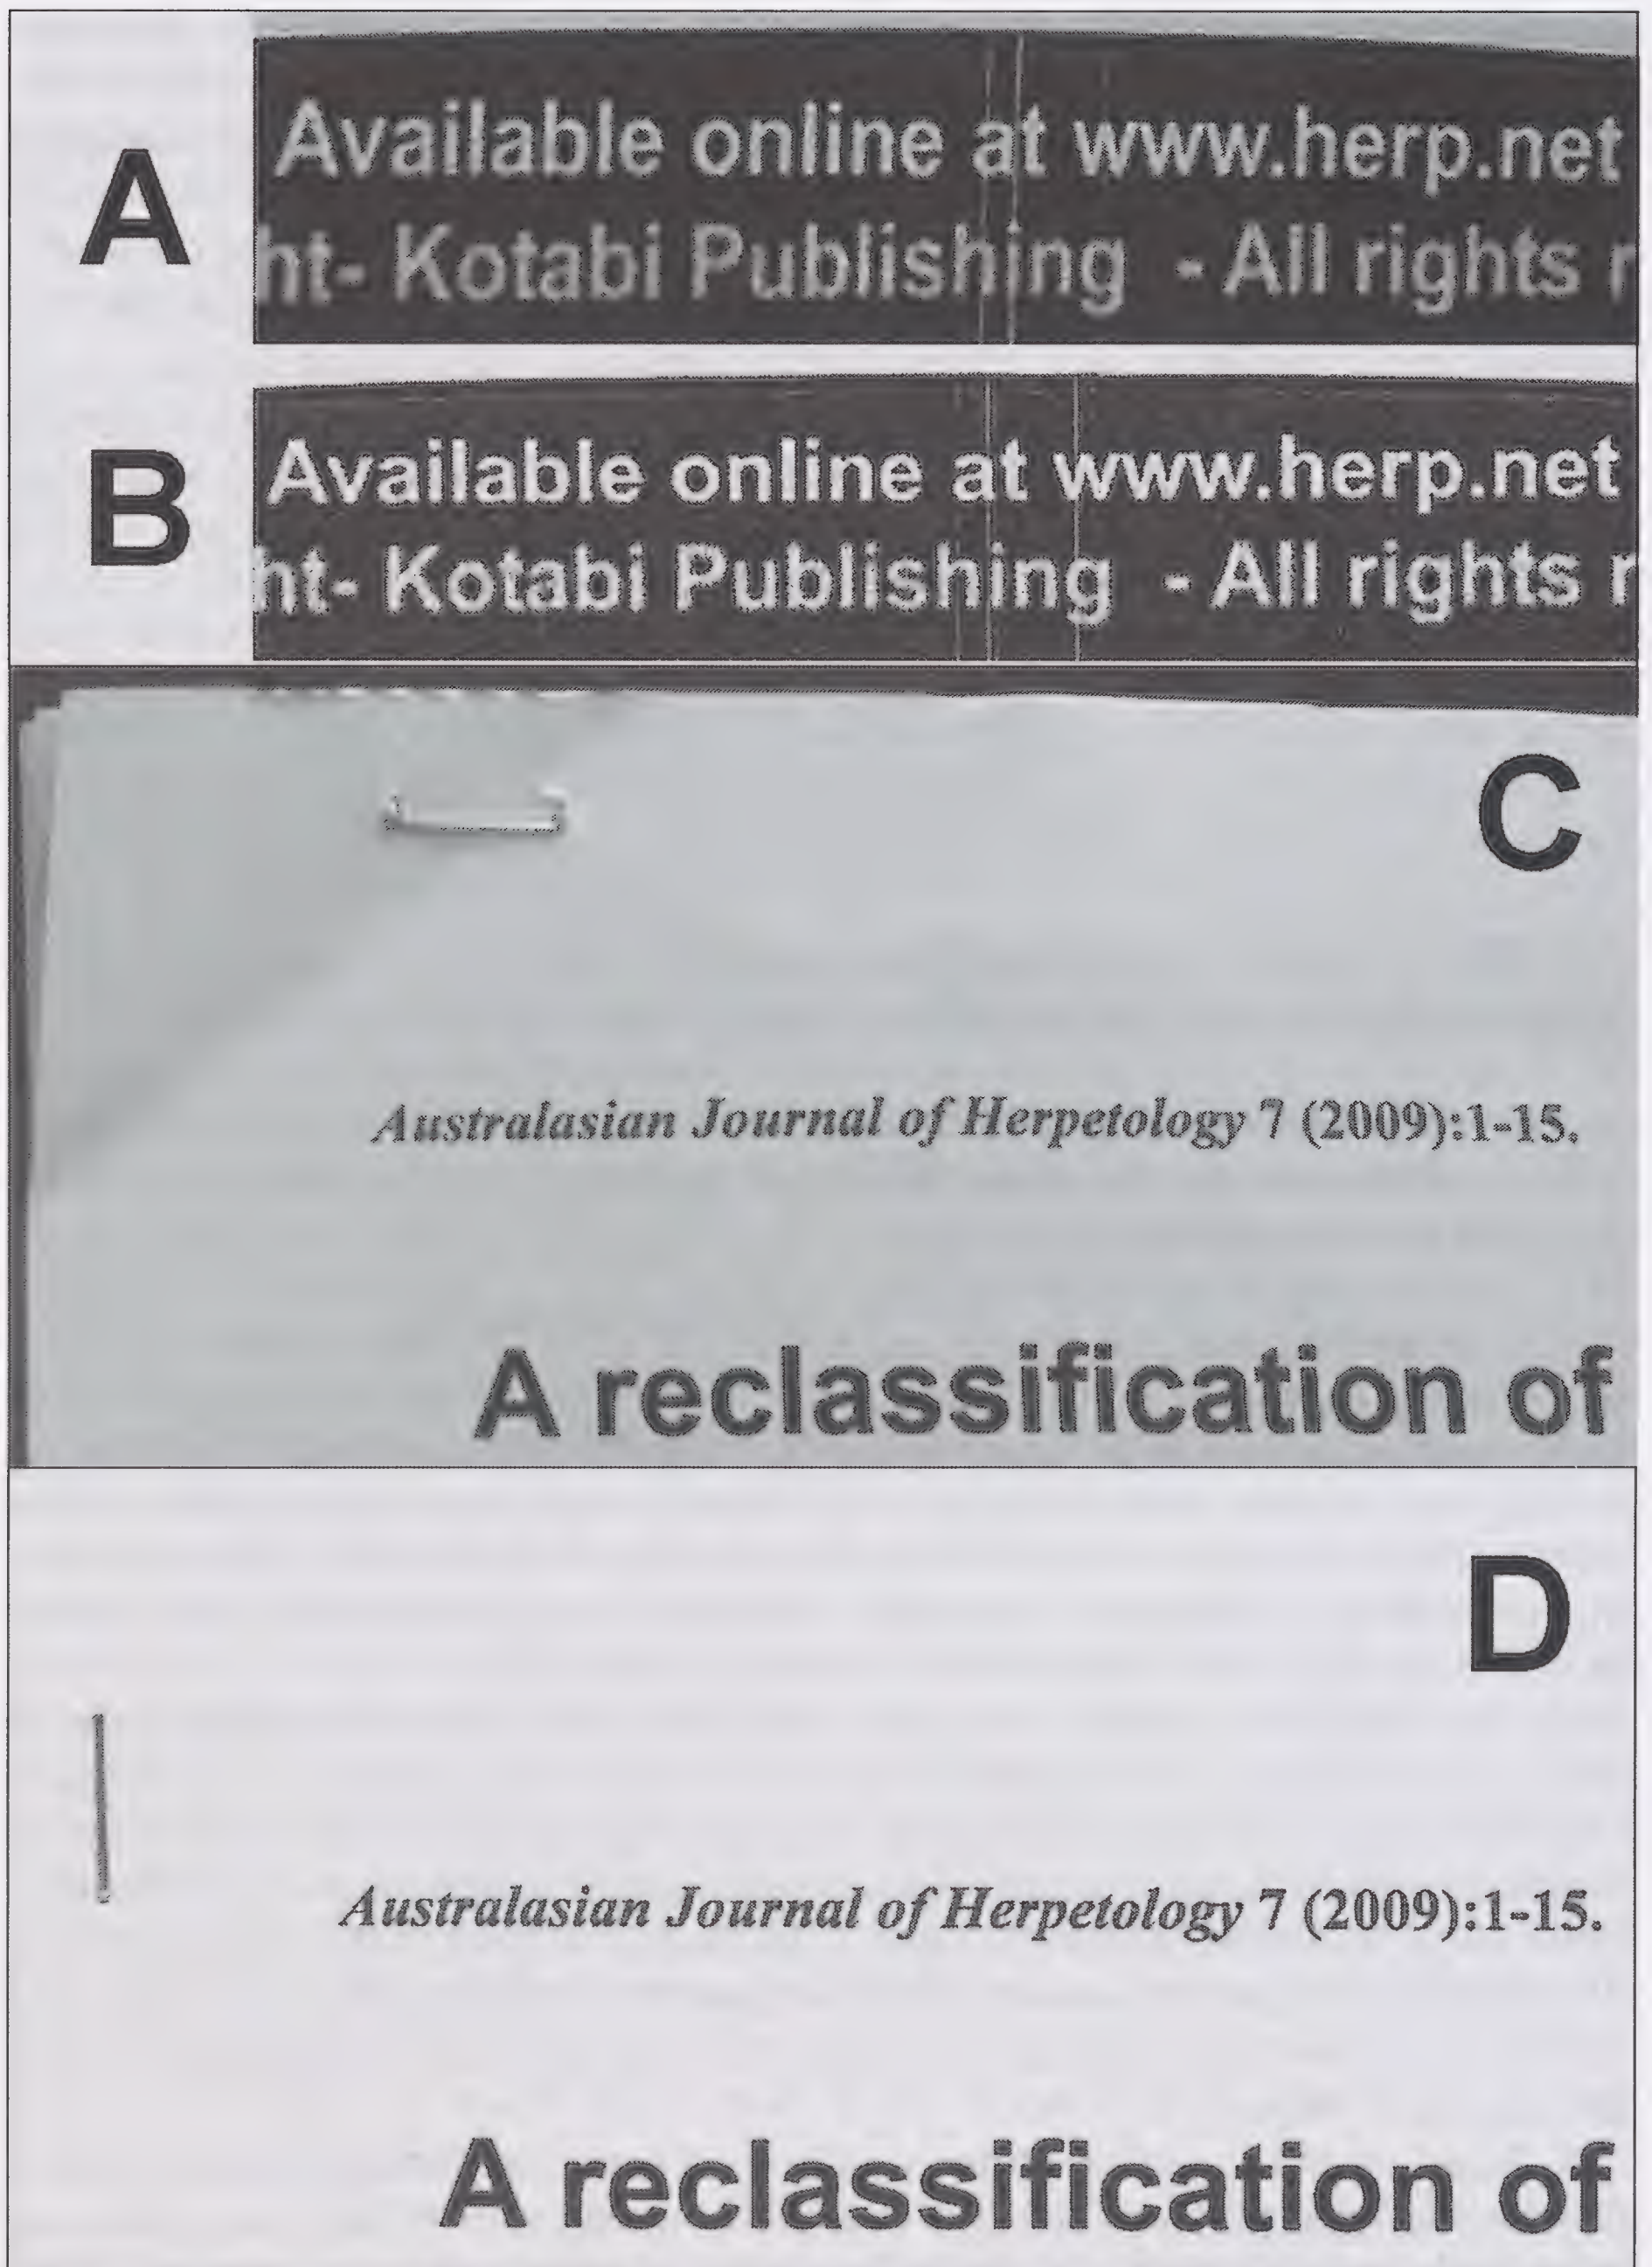 A
Available online at www.herp.net
ht- Kotabi Publishing - All rights r
B
Available online at www.herp.net
ht- Kotabi Publishing - All rights r
C
Australasian Journal of Herpetology 7 (2009):1-15.
A reclassification of
D
Australasian Journal of Herpetology 7 (2009):1-15.
A reclassification of